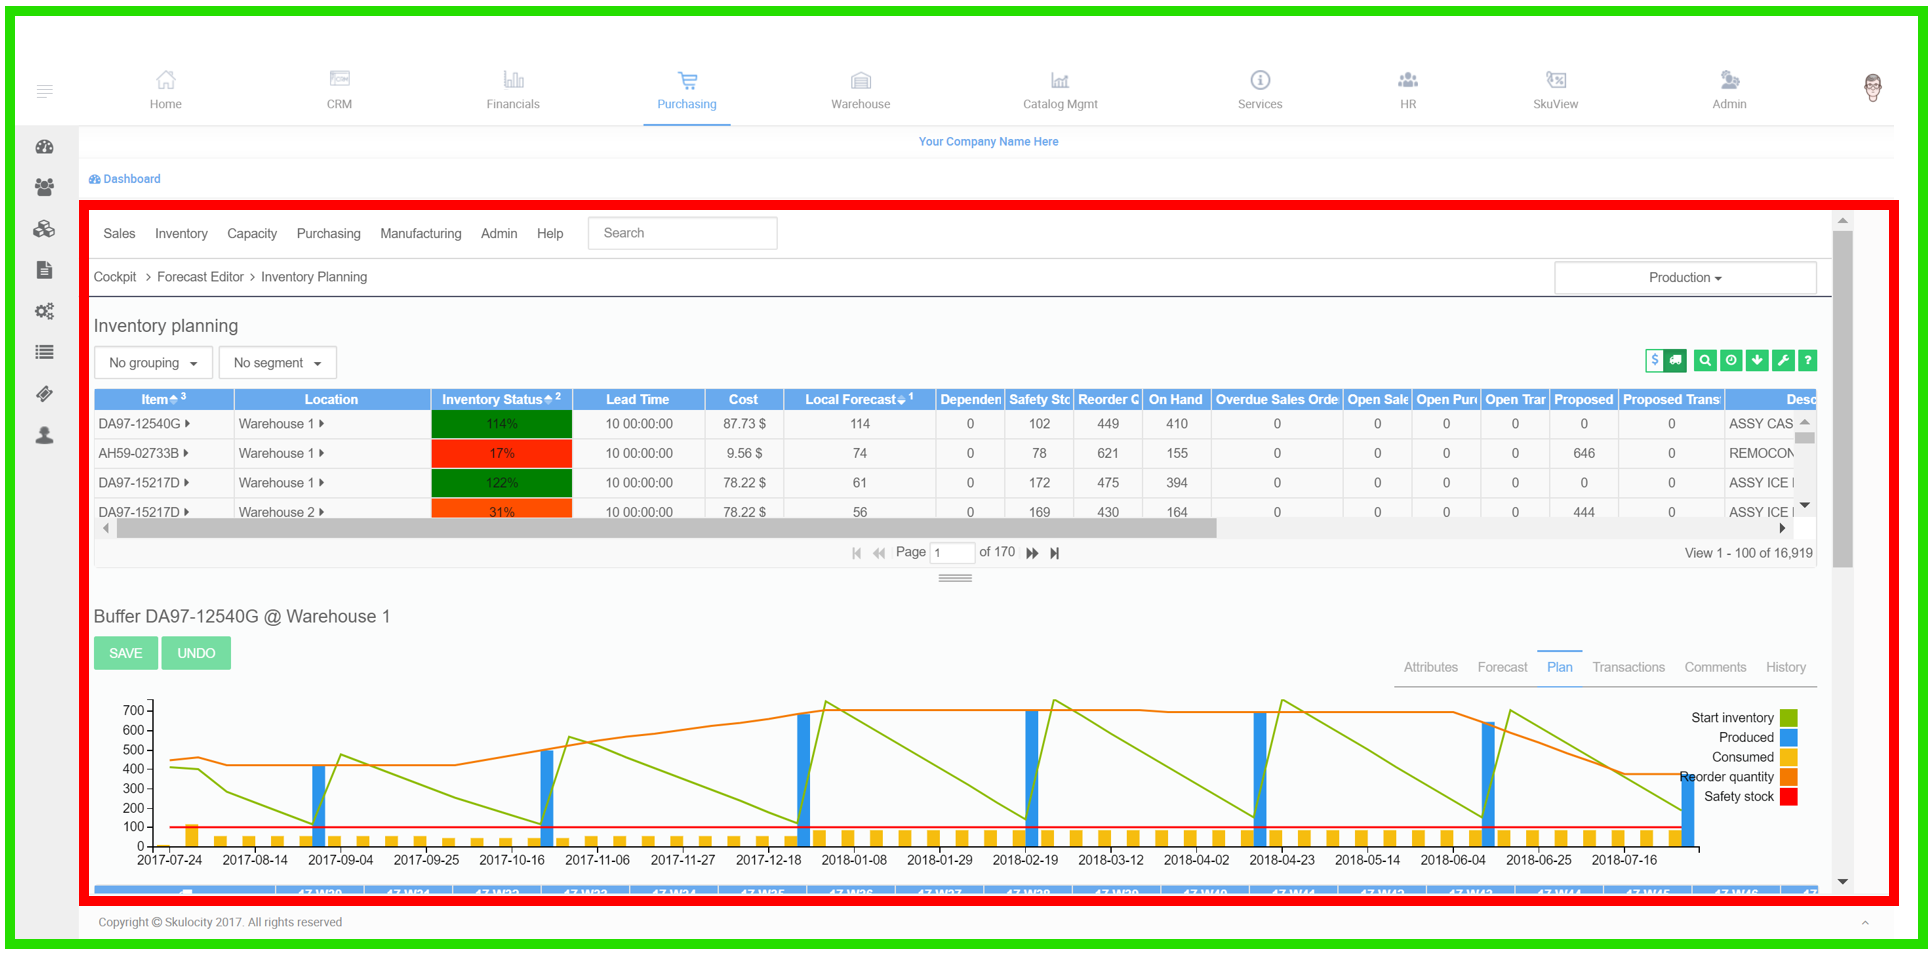 Home CRM Financials Purchasing Warehouse Catalog Mgmt Services HR SkuView Admin
Your Company Name Here
Dashboard
Sales Inventory Capacity Purchasing Manufacturing Admin Help Search
Cockpit > Forecast Editor > Inventory Planning Production
Inventory planning
No grouping No segment $ ?
Item 3 Location Inventory Status 2 Lead Time Cost Local Forecast 1 Dependen Safety Stc Reorder Q On Hand Overdue Sales Orde Open Sale Open Pur Open Trar Proposed Proposed Trans Desc
DA97-12540G Warehouse 1 114% 10 00:00:00 87.73 $ 114 0 102 449 410 0 0 0 0 0 0 ASSY CAS
AH59-02733B Warehouse 1 17% 10 00:00:00 9.56 $ 74 0 78 621 155 0 0 0 0 646 0 REMOCON
DA97-15217D Warehouse 1 122% 10 00:00:00 78.22 $ 61 0 172 475 394 0 0 0 0 0 0 ASSY ICE
DA97-15217D Warehouse 2 31% 10 00:00:00 78.22 $ 56 0 169 430 164 0 0 0 0 444 0 ASSY ICE
Page 1 of 170 View 1 - 100 of 16,919
Buffer DA97-12540G @ Warehouse 1
SAVE UNDO
Attributes Forecast Plan Transactions Comments History
700
600
500
400
300
200
100
0
Start inventory
Produced
Consumed
Reorder quantity
Safety stock
2017-07-24 2017-08-14 2017-09-04 2017-09-25 2017-10-16 2017-11-06 2017-11-27 2017-12-18 2018-01-08 2018-01-29 2018-02-19 2018-03-12 2018-04-02 2018-04-23 2018-05-14 2018-06-04 2018-06-25 2018-07-16
Copyright © Skulocity 2017. All rights reserved